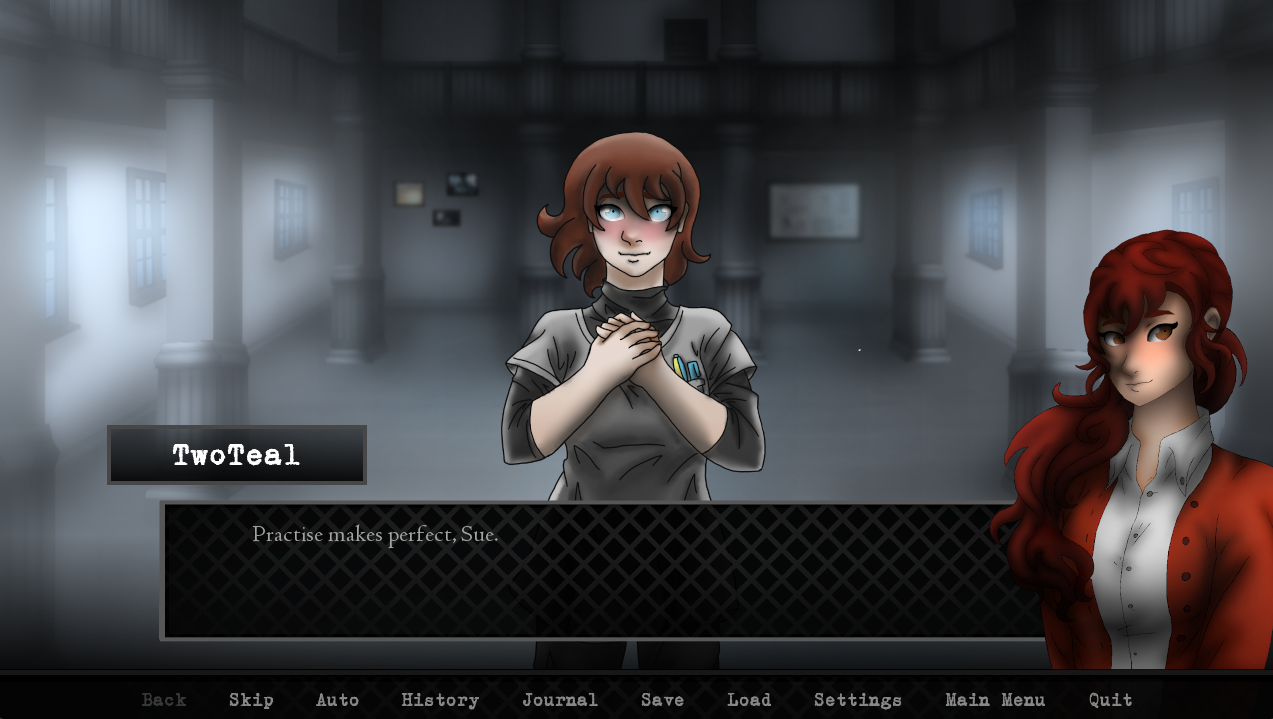 TwoTeal
Practise makes perfect, Sue.
Back Skip Auto History Journal Save Load Settings Main Menu Quit